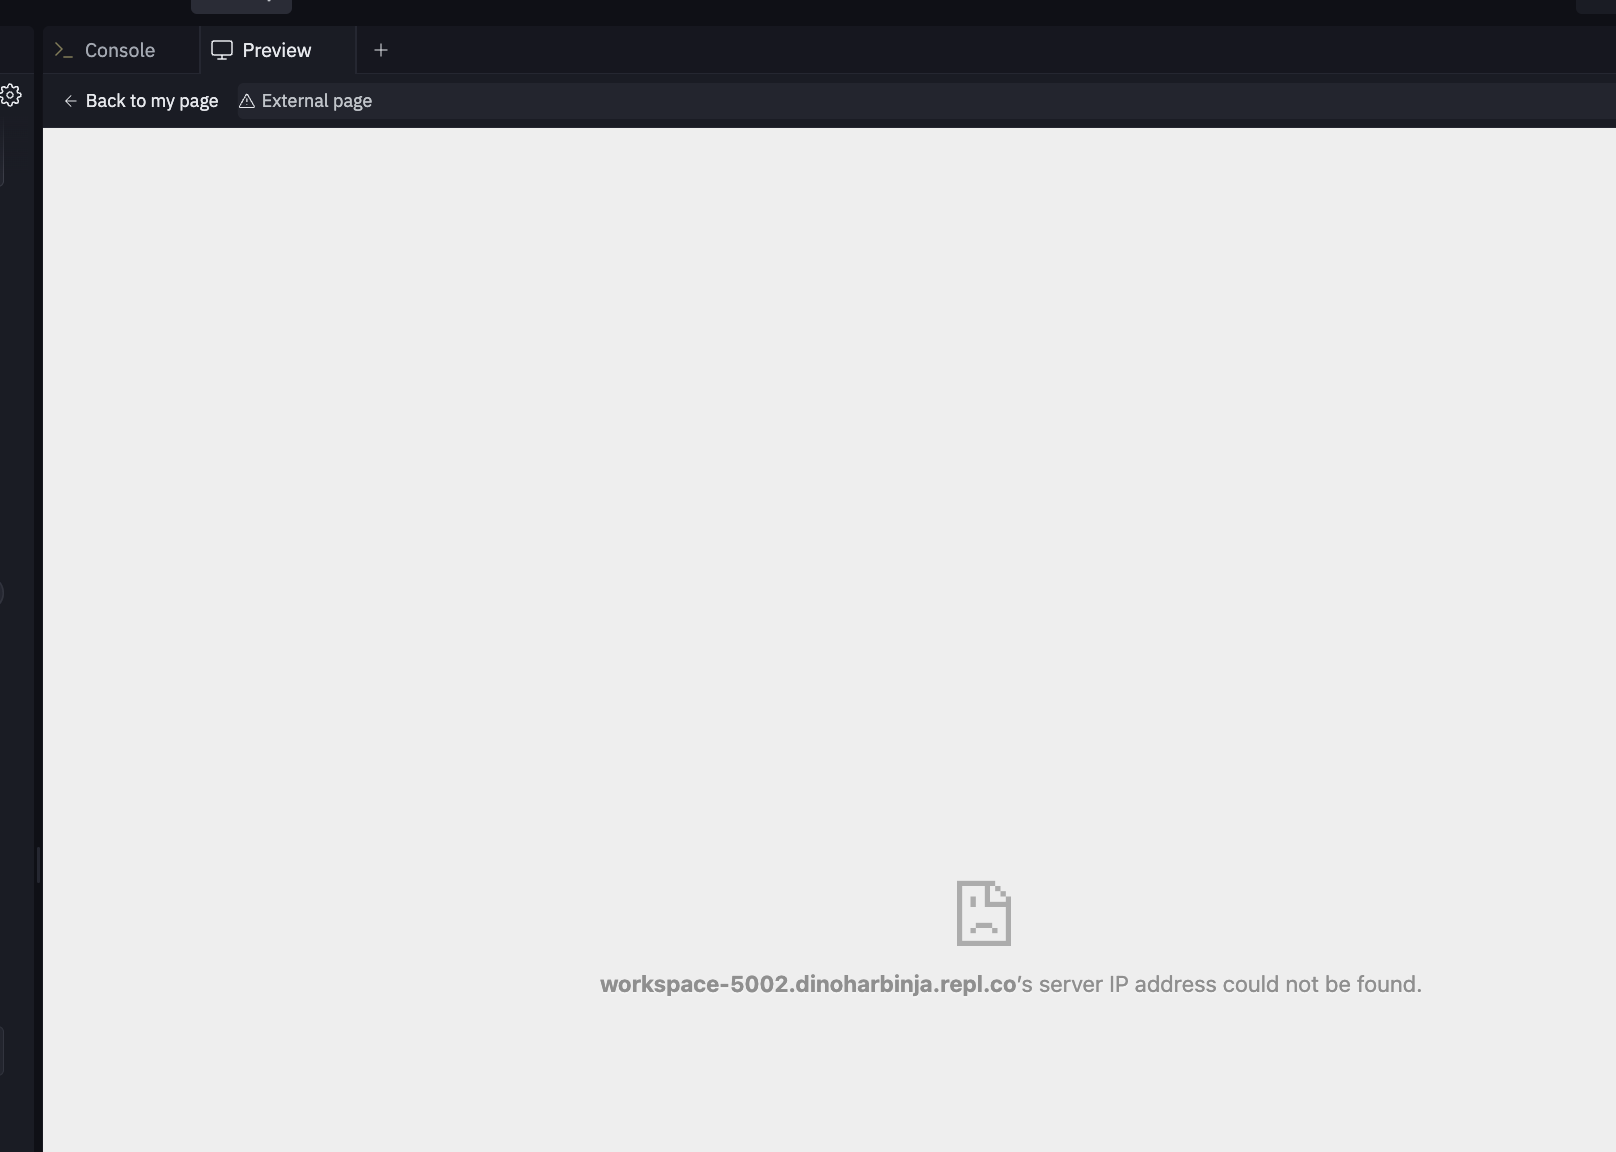 Console
Preview
Back to my page
External page
workspace-5002.dinoharbinja.repl.co's server IP address could not be found.